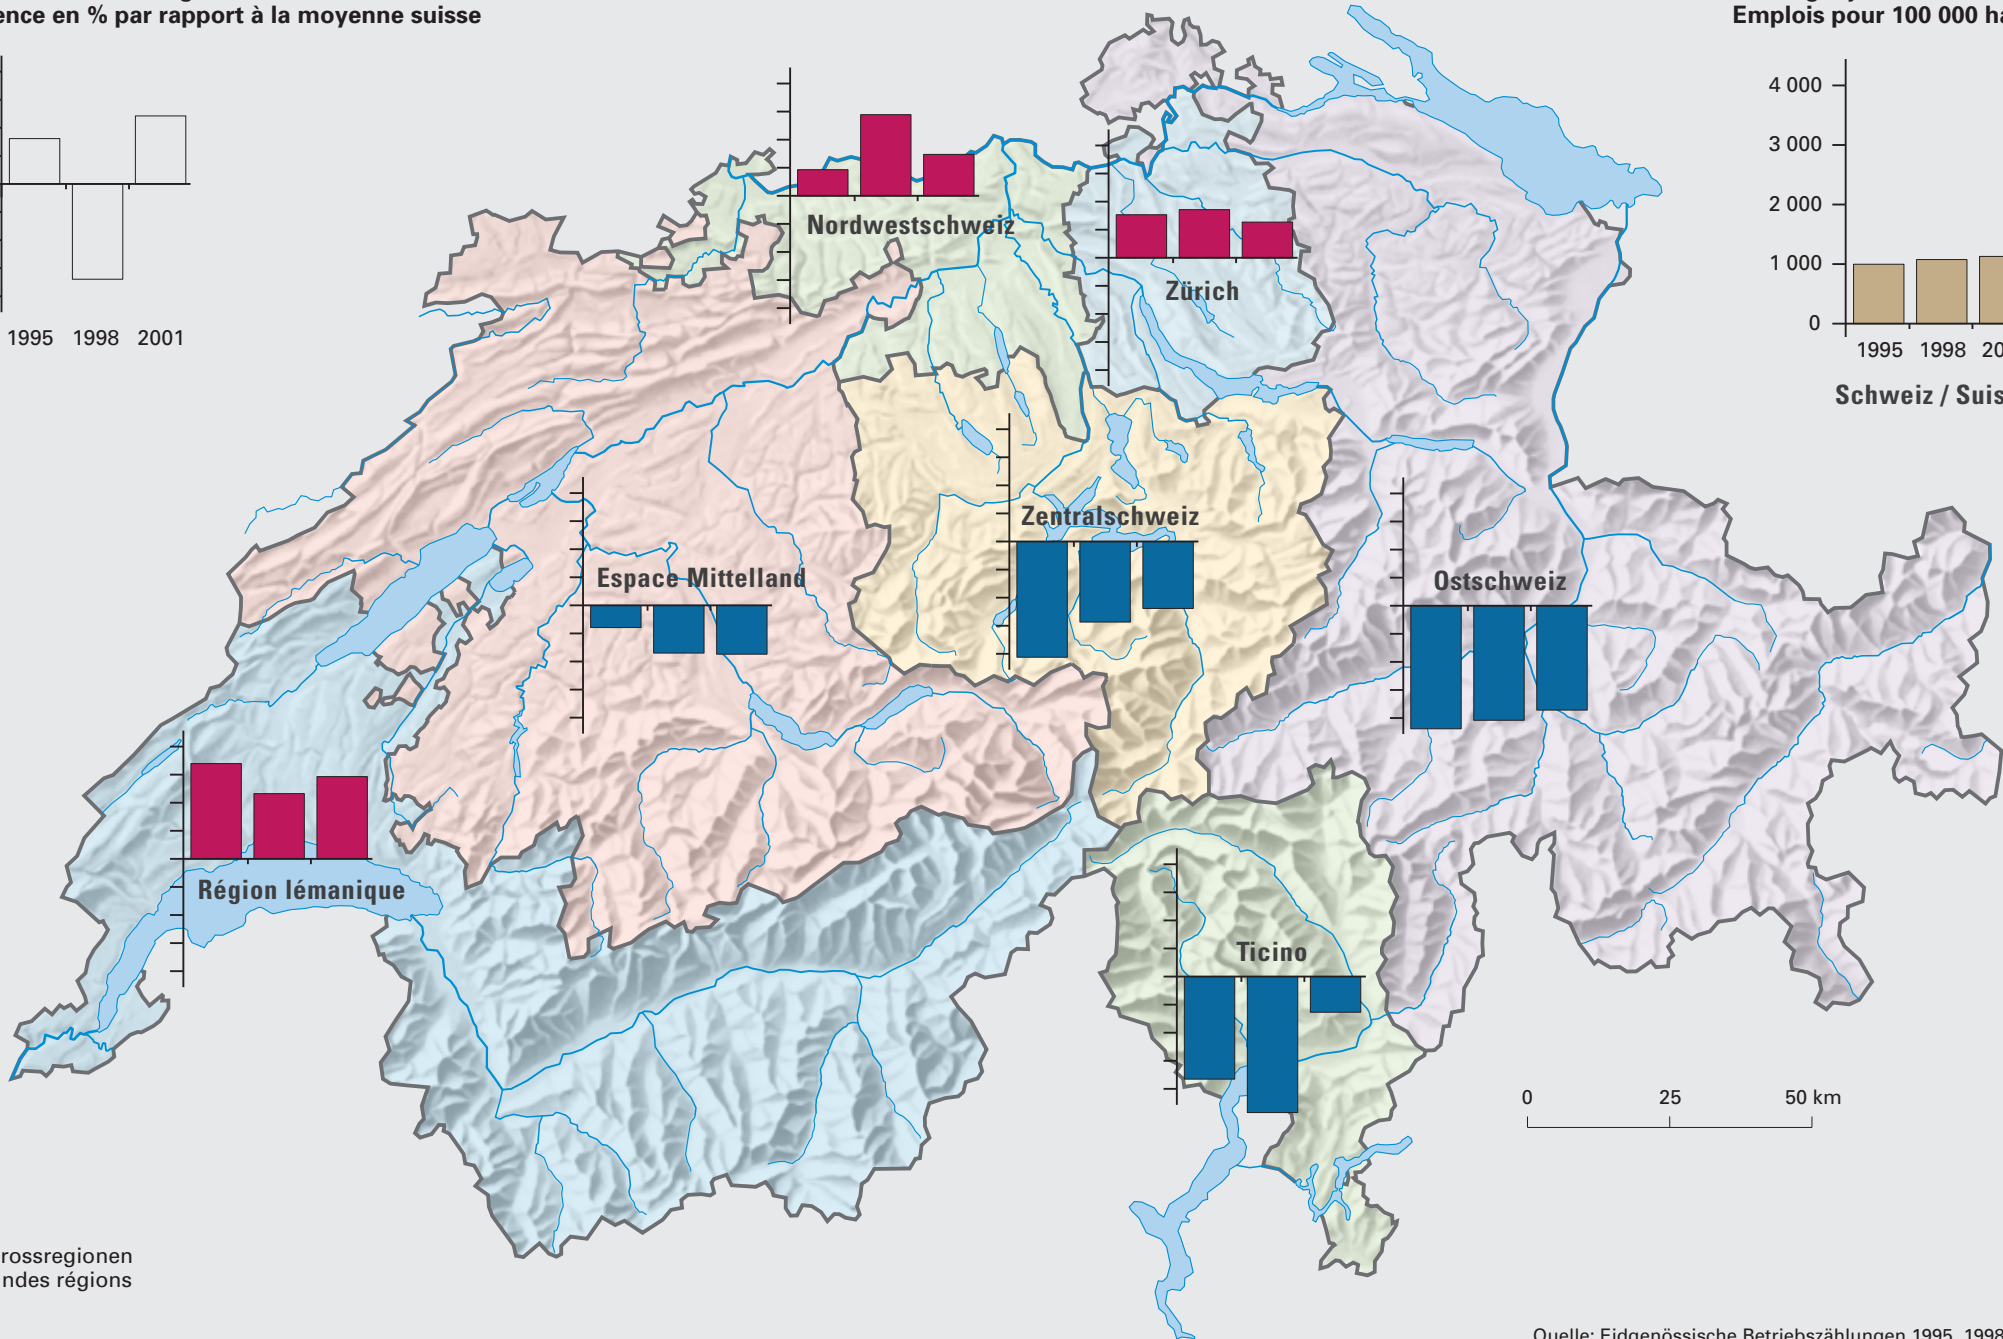 ence en % par rapport à la moyenne suisse
Emplois pour 100 000 ha
4 000
3 000
2 000
1 000
0
1995 1998 2001
1995 1998 20
Schweiz / Suis
Nordwestschweiz
Zürich
Zentralschweiz
Espace Mittelland
Ostschweiz
Région lémanique
Ticino
0 25 50 km
rossregionen
ndes régions
Quelle: Eidgenössische Betriebszählungen 1995, 1998